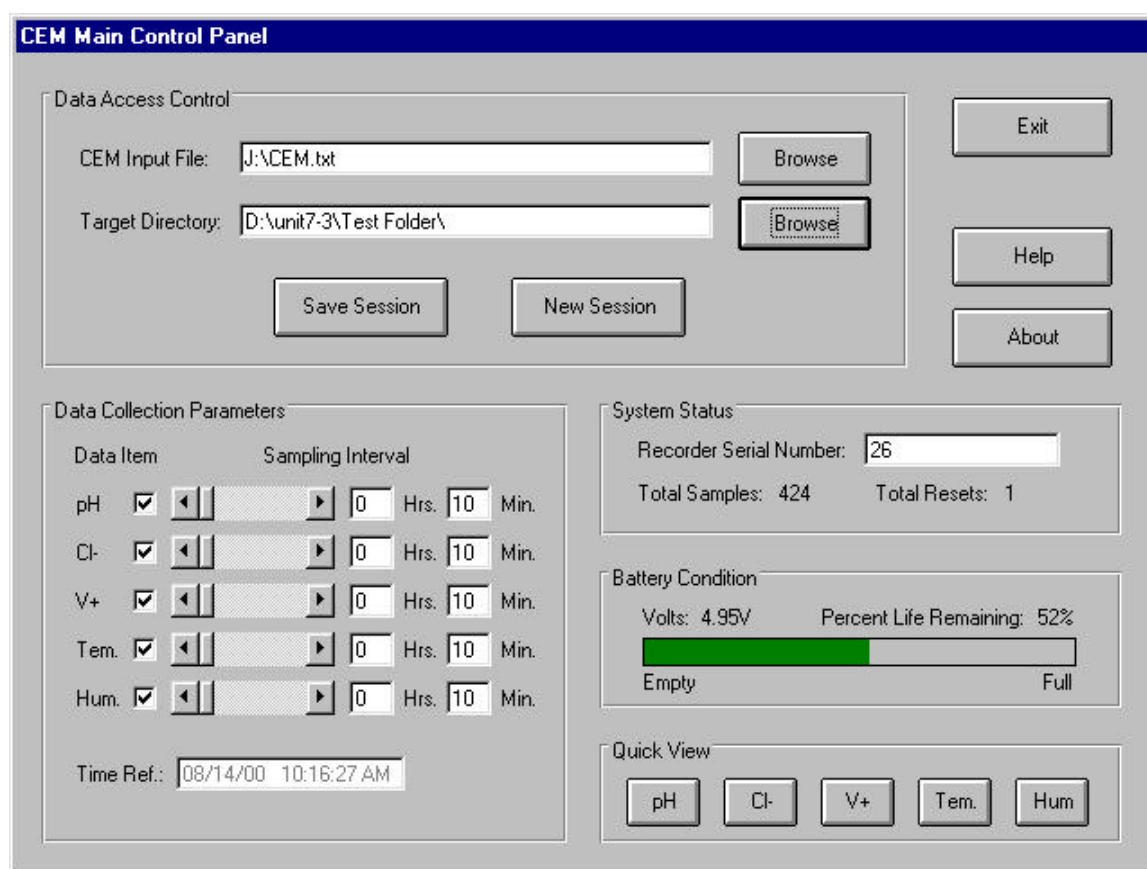 CEM Main Control Panel
Data Access Control
CEM Input File: J:\CEM.txt Browse
Target Directory: D:\unit7-3\Test Folder\ Browse
Save Session New Session
Exit
Help
About
Data Collection Parameters
Data Item Sampling Interval
pH 0 Hrs. 10 Min.
Cl- 0 Hrs. 10 Min.
V+ 0 Hrs. 10 Min.
Tem. 0 Hrs. 10 Min.
Hum. 0 Hrs. 10 Min.
Time Ref.: 08/14/00 10:16:27 AM
System Status
Recorder Serial Number: 26
Total Samples: 424 Total Resets: 1
Battery Condition
Volts: 4.95V Percent Life Remaining: 52%
Empty Full
Quick View
pH Cl- V+ Tem. Hum